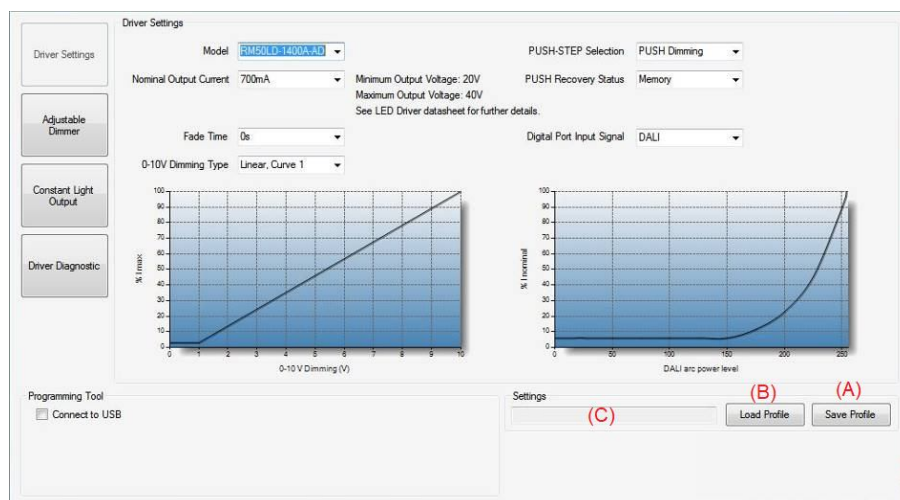 Driver Settings
Driver Settings
Adjustable
Dimmer
Constant Light
Output
Driver Diagnostic
Model RM50LD-1400A-AD
PUSH-STEP Selection PUSH Dimming
Nominal Output Current 700mA
Minimum Output Voltage: 20V
Maximum Output Voltage: 40V
See LED Driver datasheet for further details.
PUSH Recovery Status Memory
Fade Time 0s
Digital Port Input Signal DALI
0-10V Dimming Type Linear, Curve 1
% I max
100
90
80
70
60
50
40
30
20
10
0 1 2 3 4 5 6 7 8 9 10
0-10 V Dimming (V)
% I nominal
100
90
80
70
60
50
40
30
20
10
0 50 100 150 200 250
DALI arc power level
Programming Tool
Connect to USB
Settings
(C)
(B)
Load Profile
(A)
Save Profile